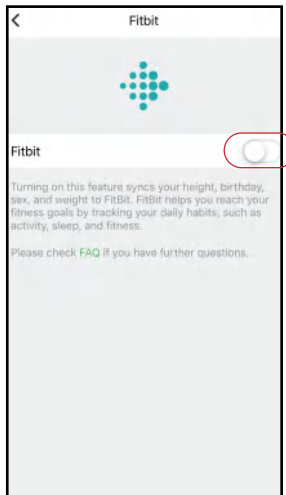 Fitbit
Fitbit
Turning on this feature syncs your height, birthday,
sex, and weight to FitBit. FitBit helps you reach your
fitness goals by tracking your daily habits, such as
activity, sleep, and fitness.
Please check FAQ if you have further questions.